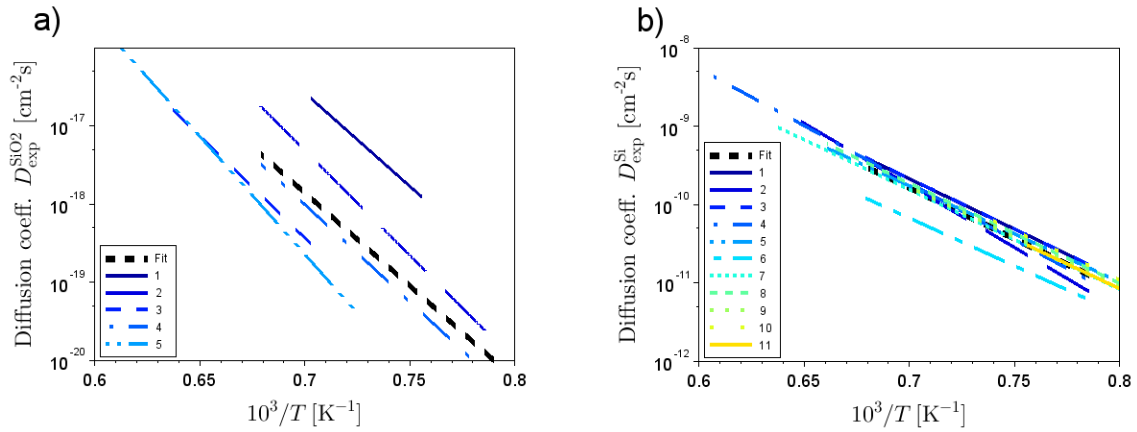 a)
Diffusion coeff. D_exp^SiO2 [cm^-2 s]
10^-17
10^-18
10^-19
10^-20
Fit
1
2
3
4
5
0.6 0.65 0.7 0.75 0.8
10^3/T [K^-1]
b)
Diffusion coeff. D_exp^Si [cm^-2 s]
10^-8
10^-9
10^-10
10^-11
10^-12
Fit
1
2
3
4
5
6
7
8
9
10
11
0.6 0.65 0.7 0.75 0.8
10^3/T [K^-1]